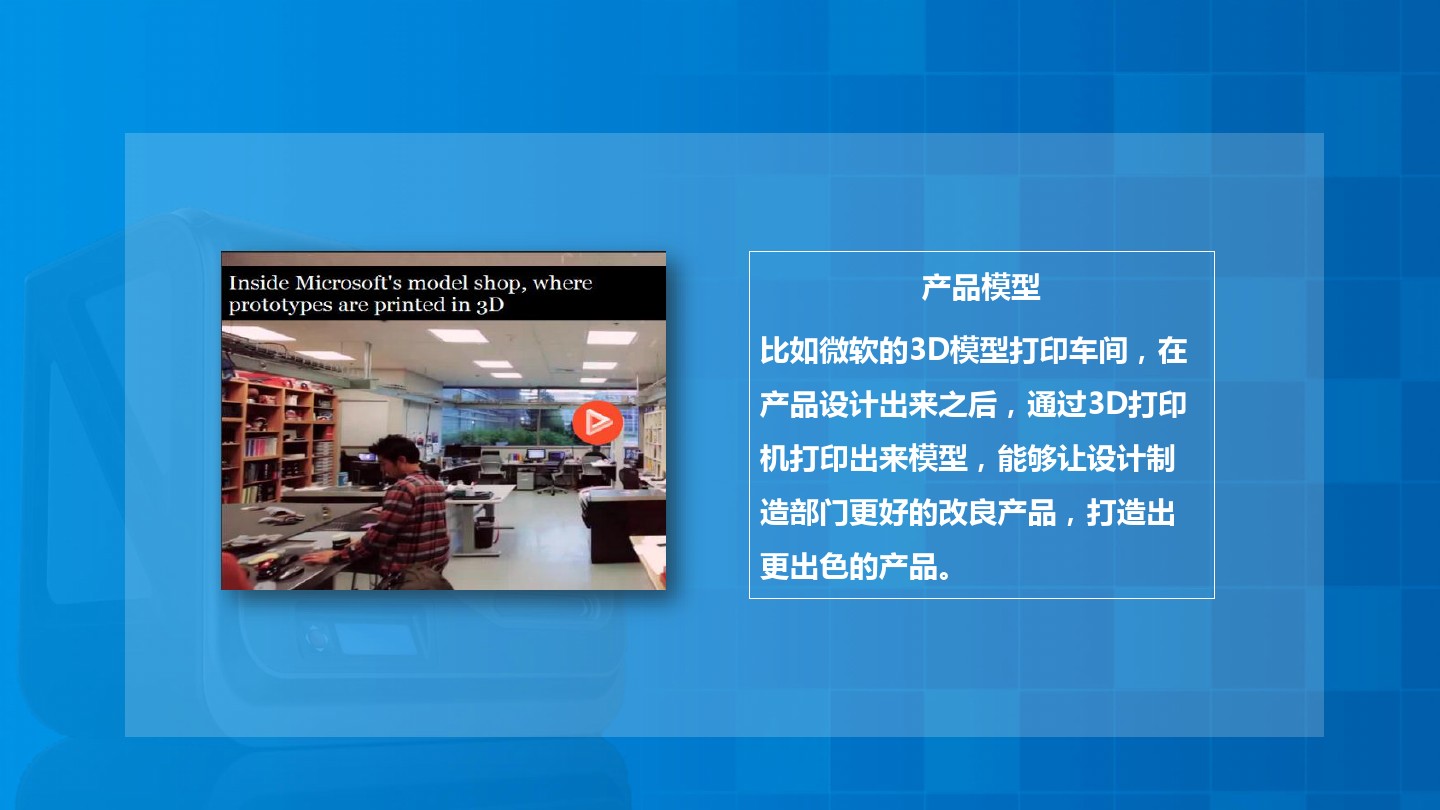 Inside Microsoft's model shop, where
prototypes are printed in 3D
产品模型
比如微软的3D模型打印车间，在
产品设计出来之后，通过3D打印
机打印出来模型，能够让设计制
造部门更好的改良产品，打造出
更出色的产品。